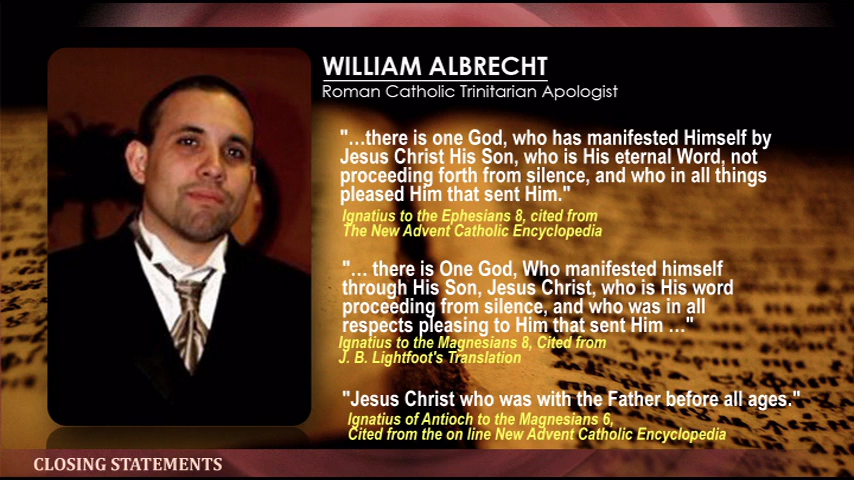 WILLIAM ALBRECHT
Roman Catholic Trinitarian Apologist
"...there is one God, who has manifested Himself by
Jesus Christ His Son, who is His eternal Word, not
proceeding forth from silence, and who in all things
pleased Him that sent Him."
Ignatius to the Ephesians 8, cited from
The New Advent Catholic Encyclopedia
"... there is One God, Who manifested himself
through His Son, Jesus Christ, who is His word
proceeding from silence, and who was in all
respects pleasing to Him that sent Him ..."
Ignatius to the Magnesians 8, Cited from
J. B. Lightfoot's Translation
"Jesus Christ who was with the Father before all ages."
Ignatius of Antioch to the Magnesians 6,
Cited from the on line New Advent Catholic Encyclopedia
CLOSING STATEMENTS